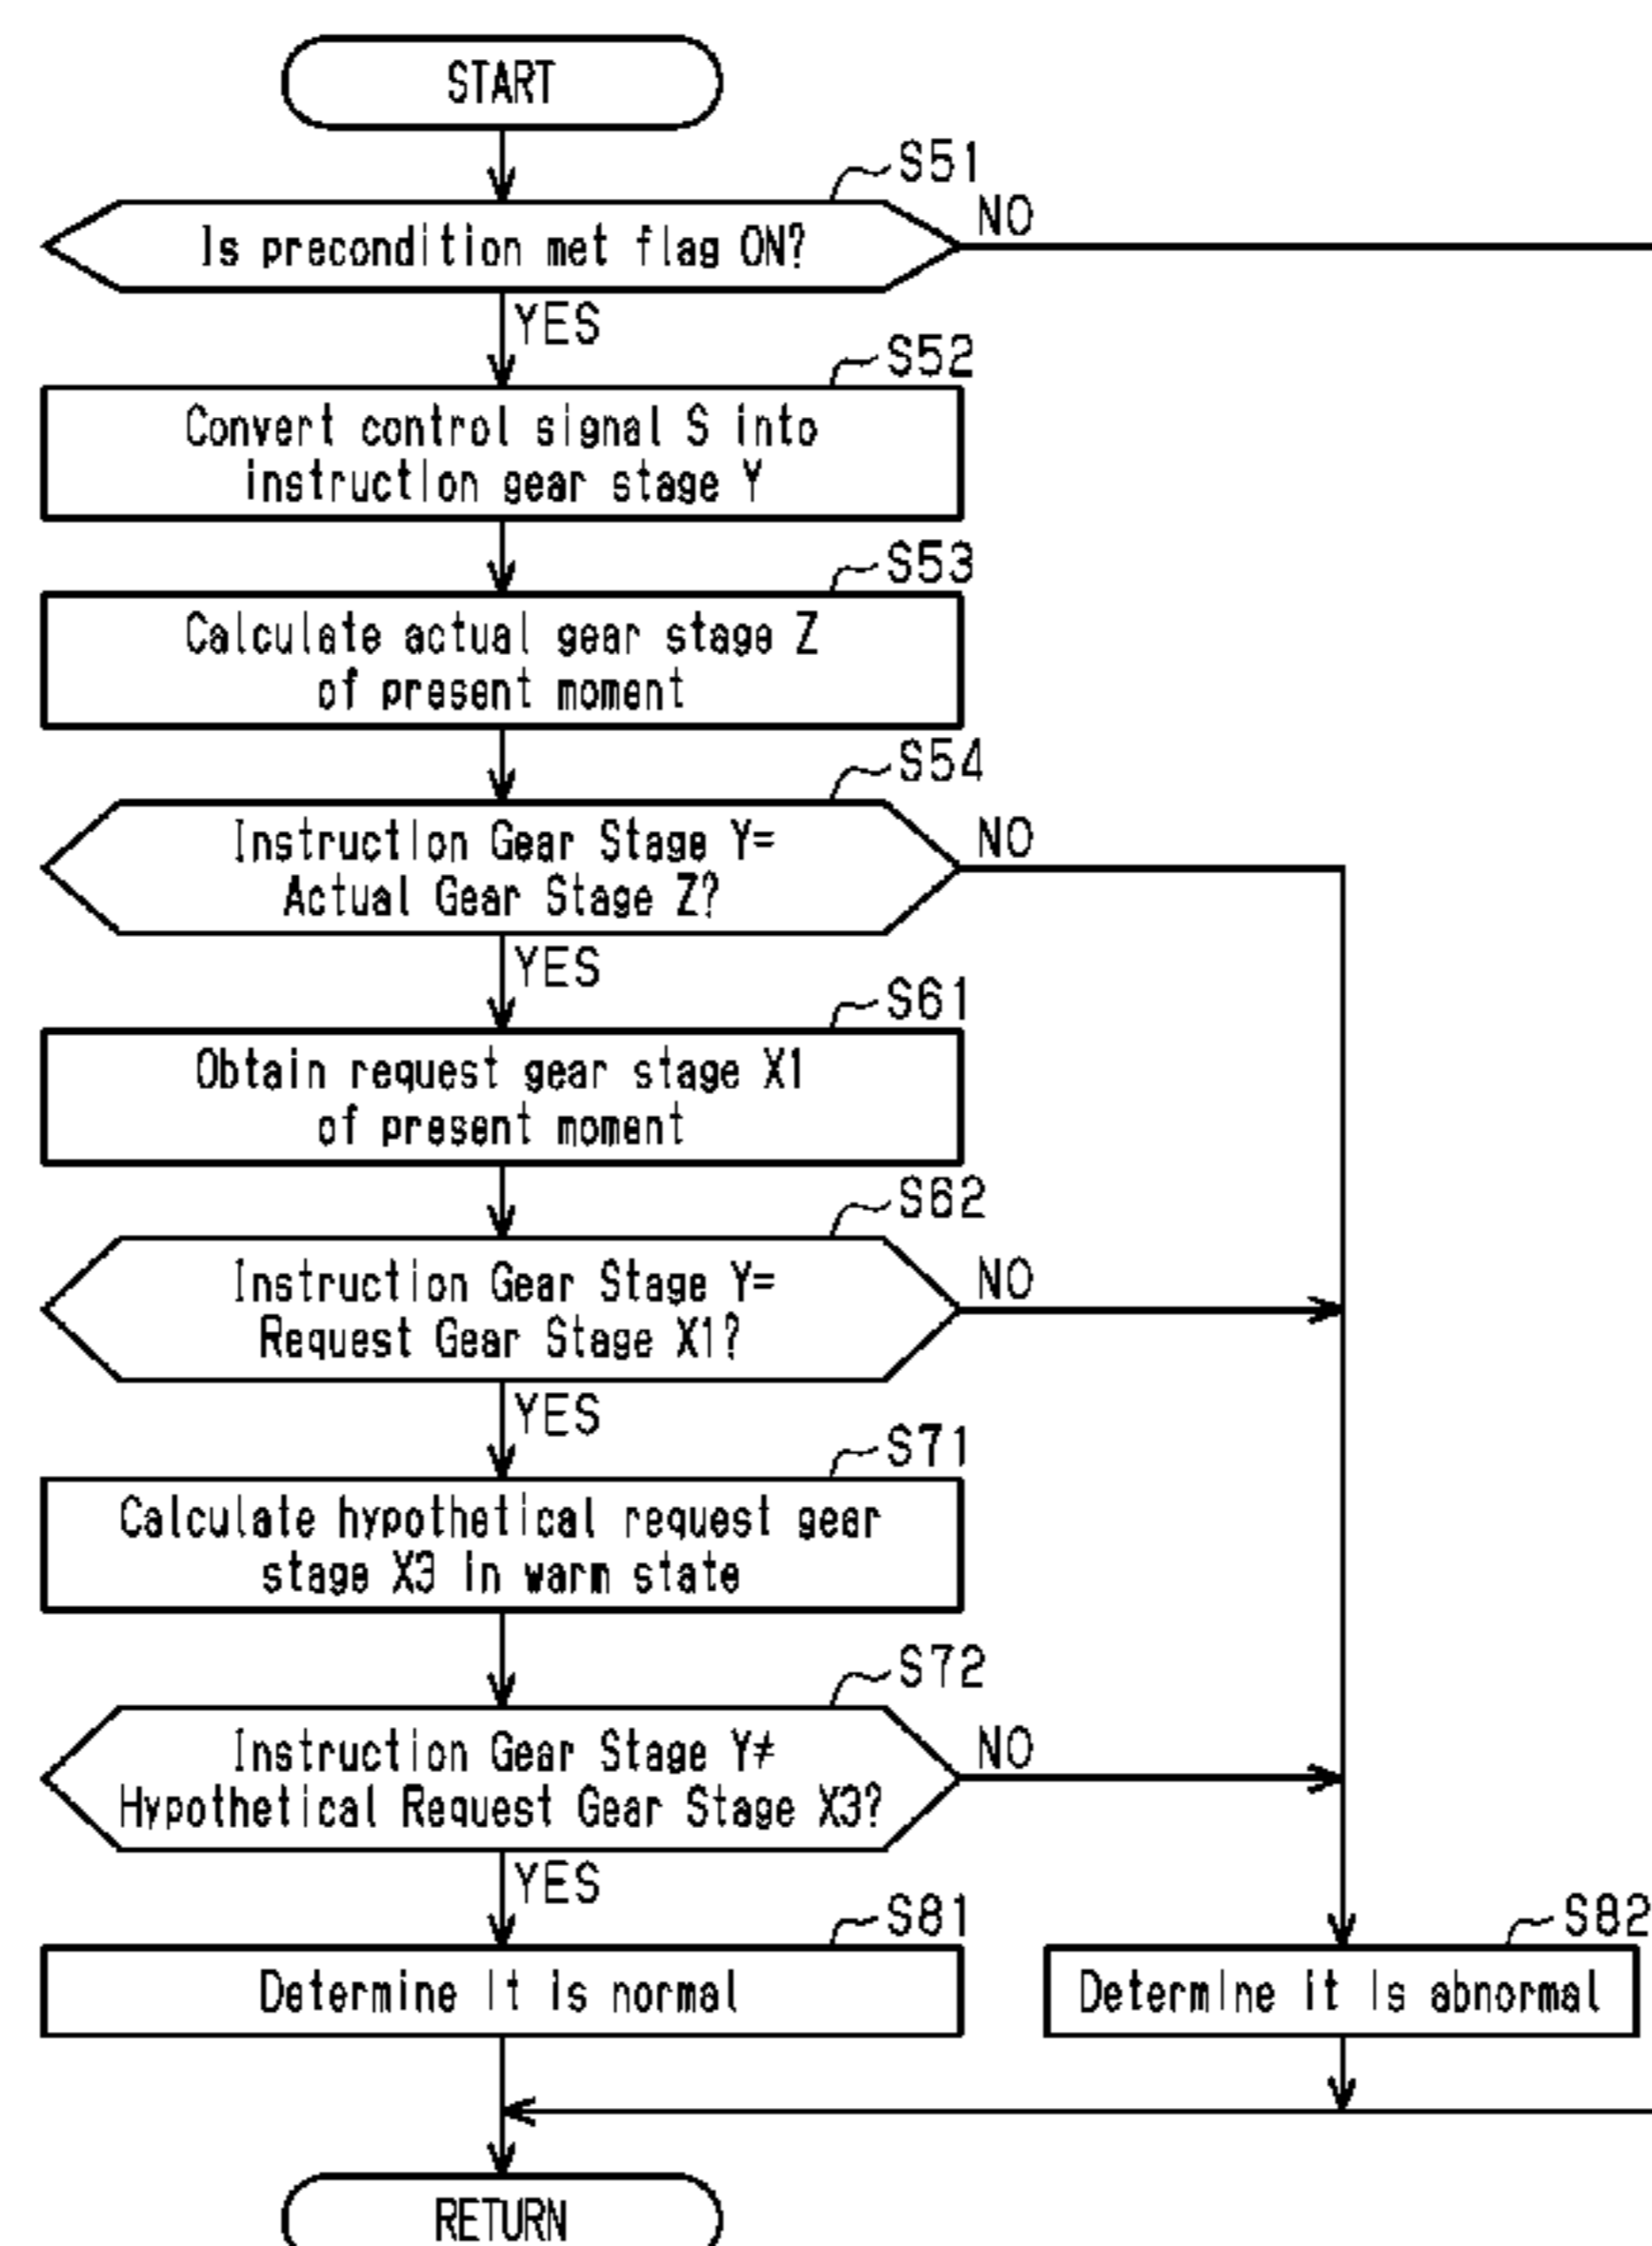 START
S51
Is precondition met flag ON?
NO
YES
S52
Convert control signal S into
instruction gear stage Y
S53
Calculate actual gear stage Z
of present moment
S54
Instruction Gear Stage Y=
Actual Gear Stage Z?
NO
YES
S61
Obtain request gear stage X1
of present moment
S62
Instruction Gear Stage Y=
Request Gear Stage X1?
NO
YES
S71
Calculate hypothetical request gear
stage X3 in warm state
S72
Instruction Gear Stage Y≠
Hypothetical Request Gear Stage X3?
NO
YES
S81
Determine it is normal
S82
Determine it is abnormal
RETURN